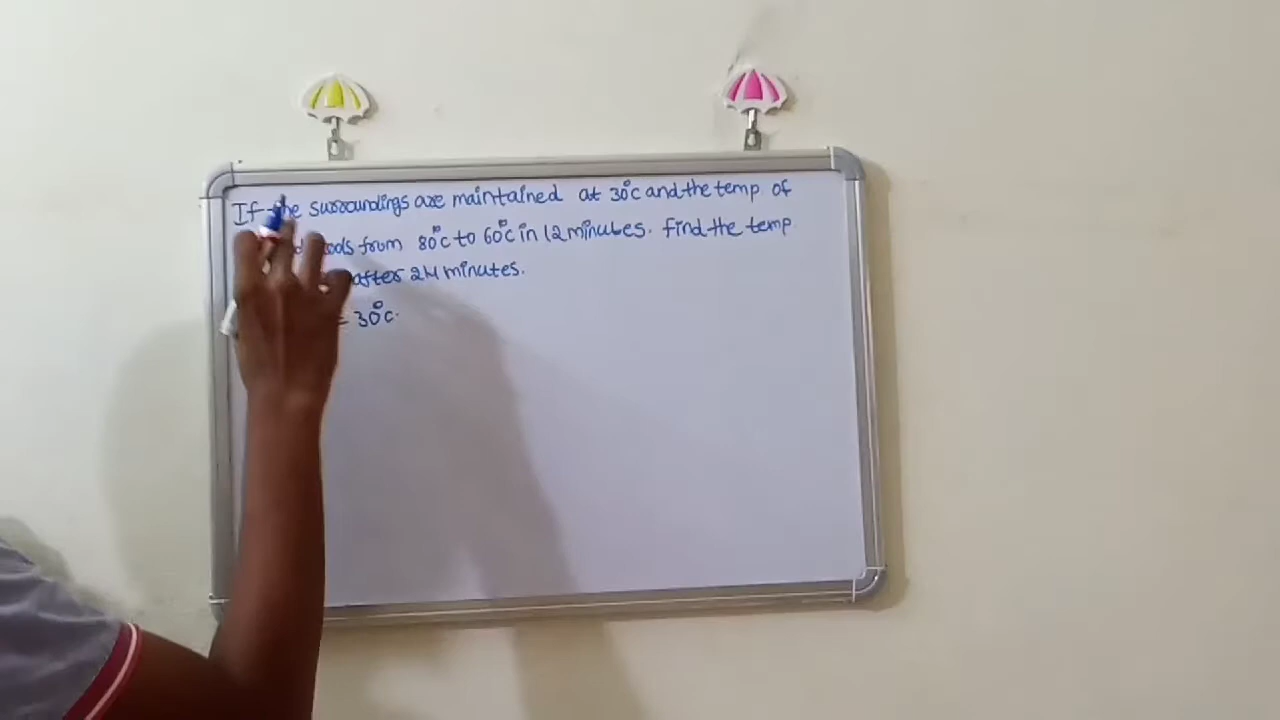 If the surroundings are maintained at 30°c and the temp. of
cools from 80°c to 60°c in 12 minutes. find the temp
after 24 minutes.
= 30°c.